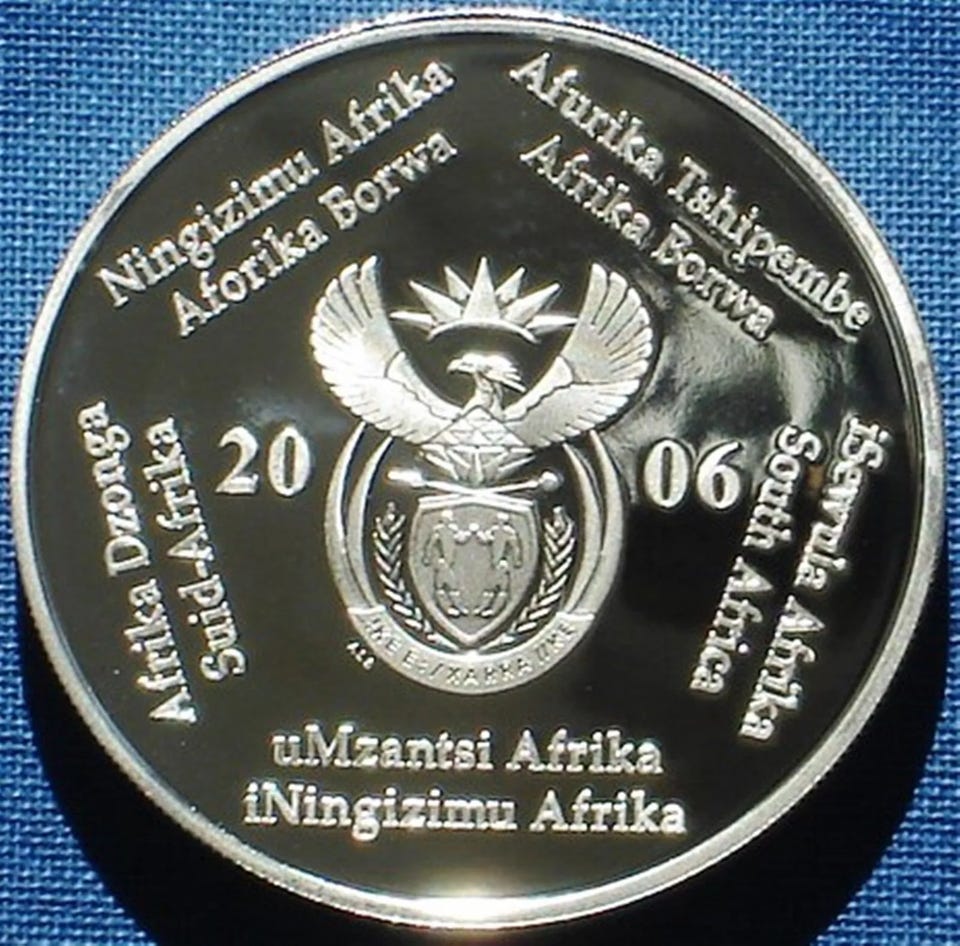 Ningizimu Afrika
Aforika Borwa
Afurika Tshipembe
Afrika Borwa
Afrika Dzonga
Suid-Afrika
20
06
iSewula Afrika
South Africa
uMzantsi Afrika
iNingizimu Afrika